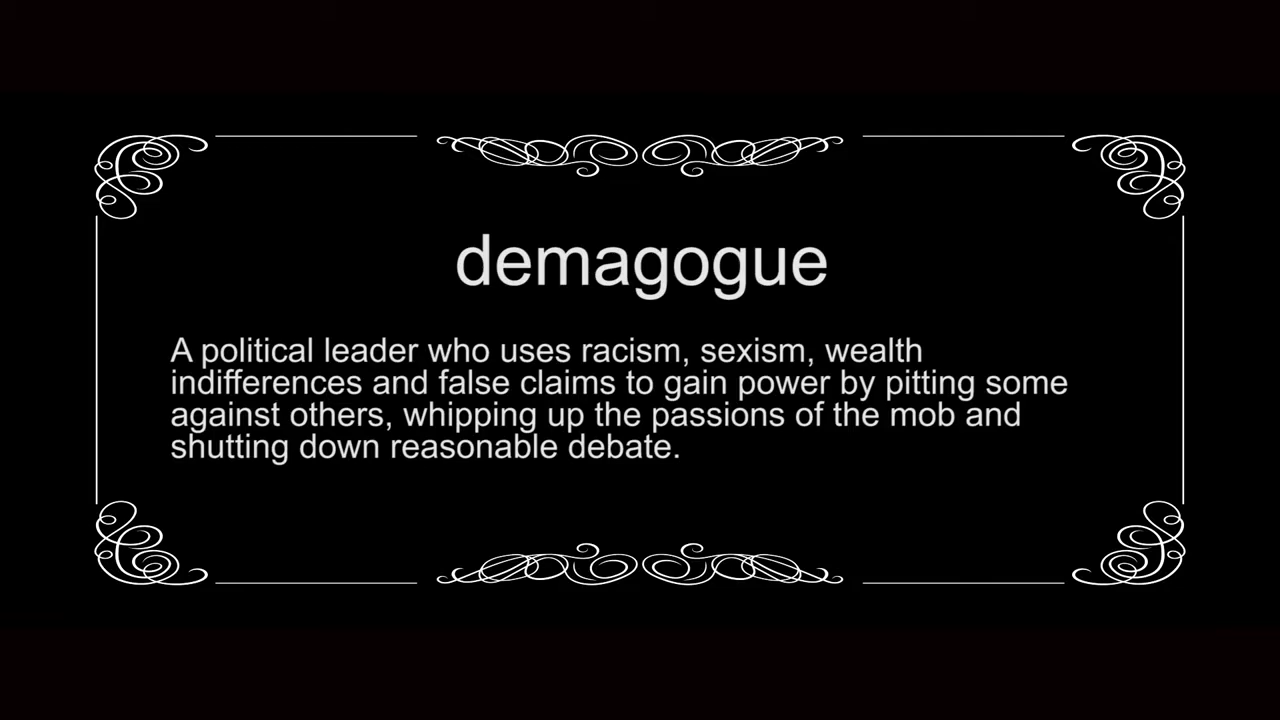 demagogue
A political leader who uses racism, sexism, wealth
indifferences and false claims to gain power by pitting some
against others, whipping up the passions of the mob and
shutting down reasonable debate.